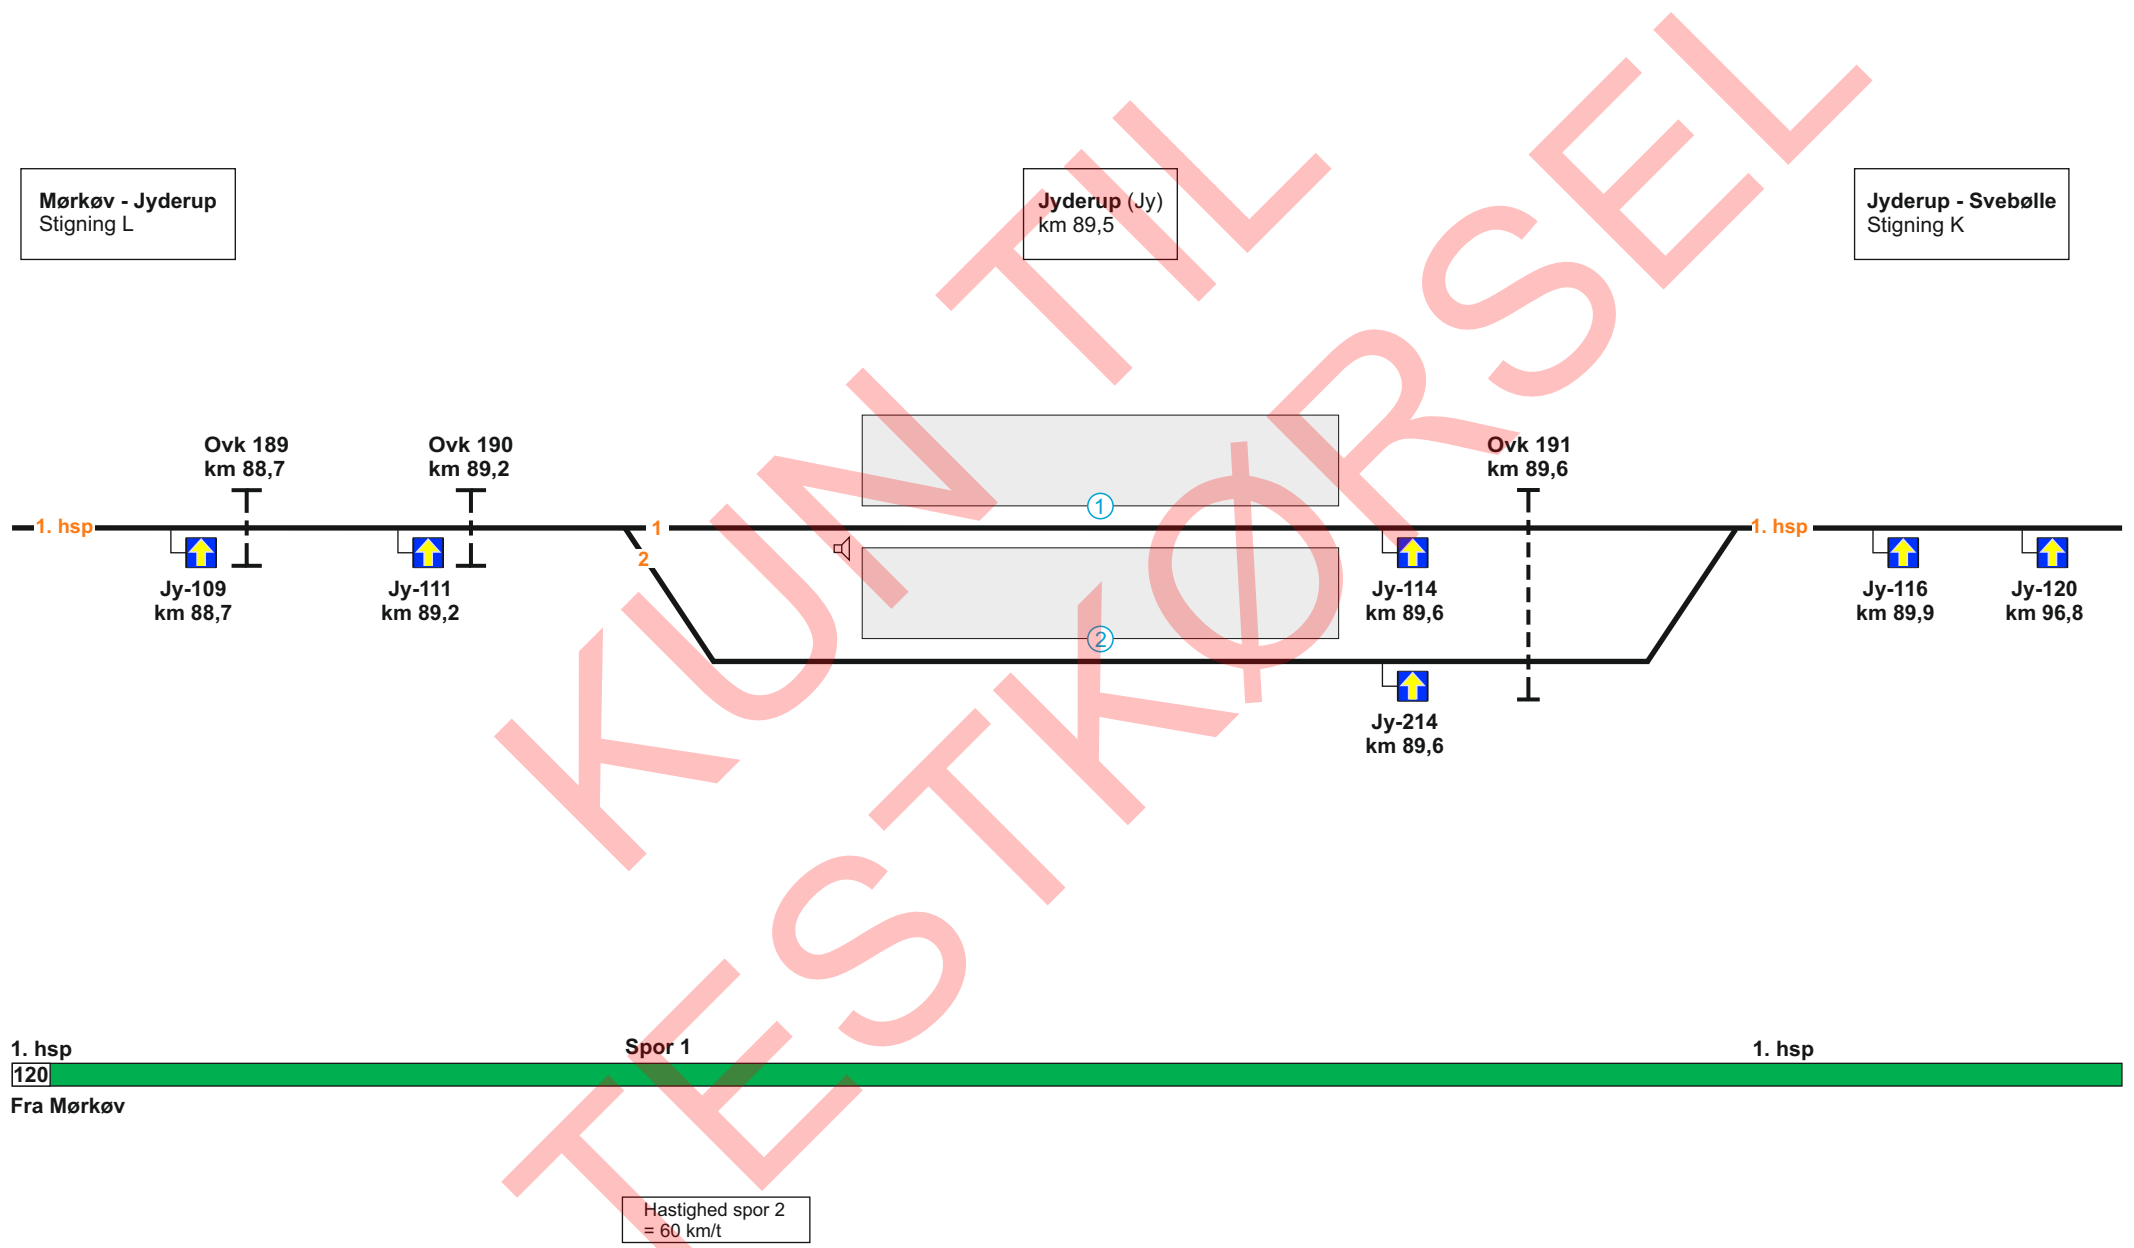 Mørkøv - Jyderup
Stigning L
Jyderup (Jy)
km 89,5
Jyderup - Svebølle
Stigning K
Ovk 189
km 88,7
Ovk 190
km 89,2
Ovk 191
km 89,6
1. hsp
1
2
1. hsp
1
2
Jy-109
km 88,7
Jy-111
km 89,2
Jy-114
km 89,6
Jy-116
km 89,9
Jy-120
km 96,8
Jy-214
km 89,6
KUN TIL
TESTKØRSEL
1. hsp
Spor 1
1. hsp
120
Fra Mørkøv
Hastighed spor 2
= 60 km/t